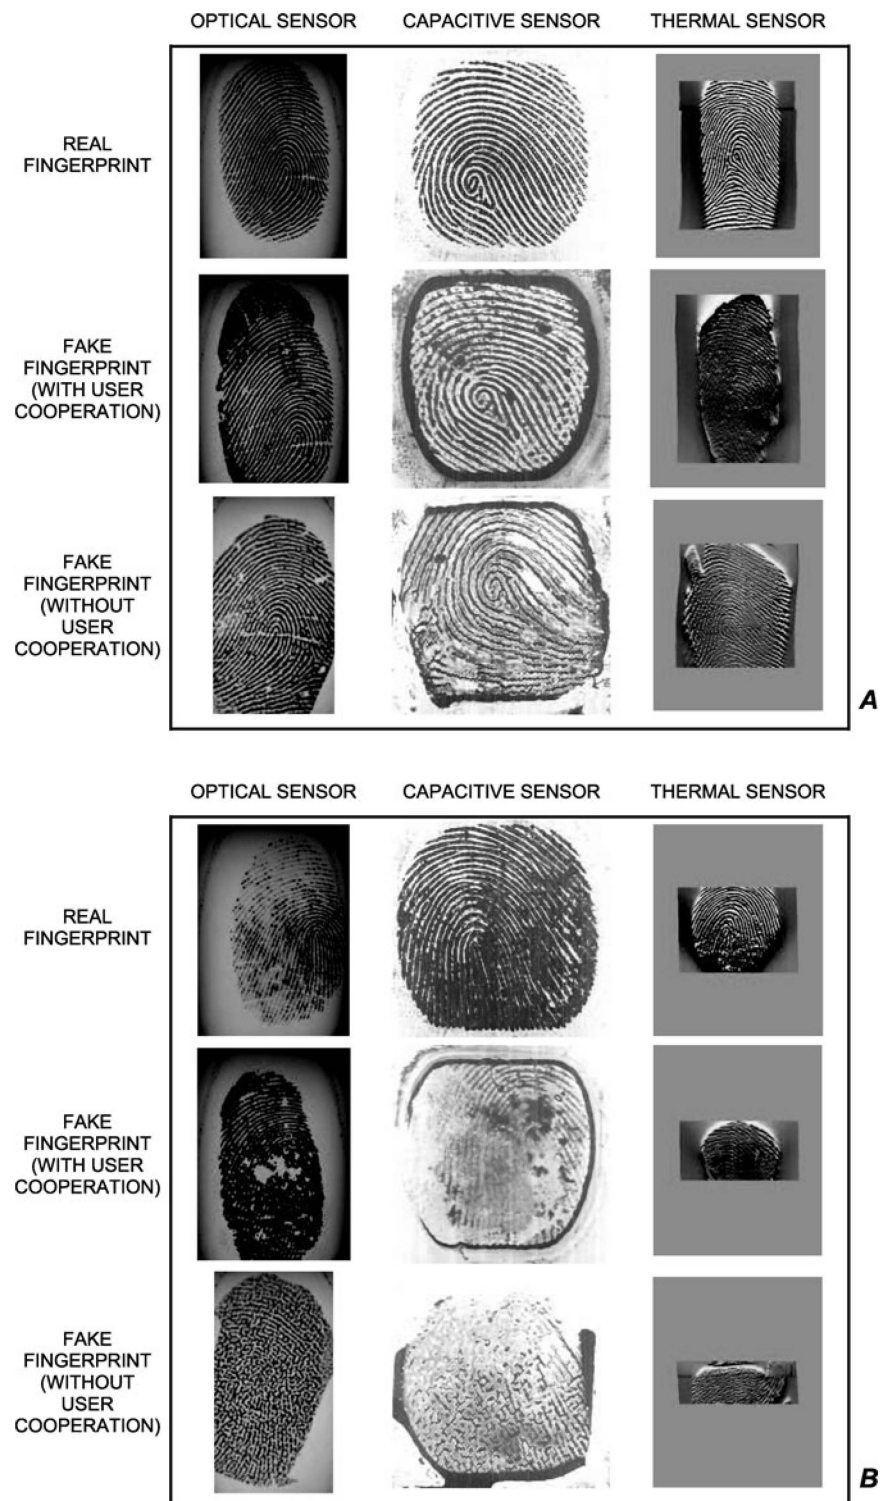 OPTICAL SENSOR CAPACITIVE SENSOR THERMAL SENSOR
REAL
FINGERPRINT
FAKE
FINGERPRINT
(WITH USER
COOPERATION)
FAKE
FINGERPRINT
(WITHOUT
USER
COOPERATION)
A
OPTICAL SENSOR CAPACITIVE SENSOR THERMAL SENSOR
REAL
FINGERPRINT
FAKE
FINGERPRINT
(WITH USER
COOPERATION)
FAKE
FINGERPRINT
(WITHOUT
USER
COOPERATION)
B